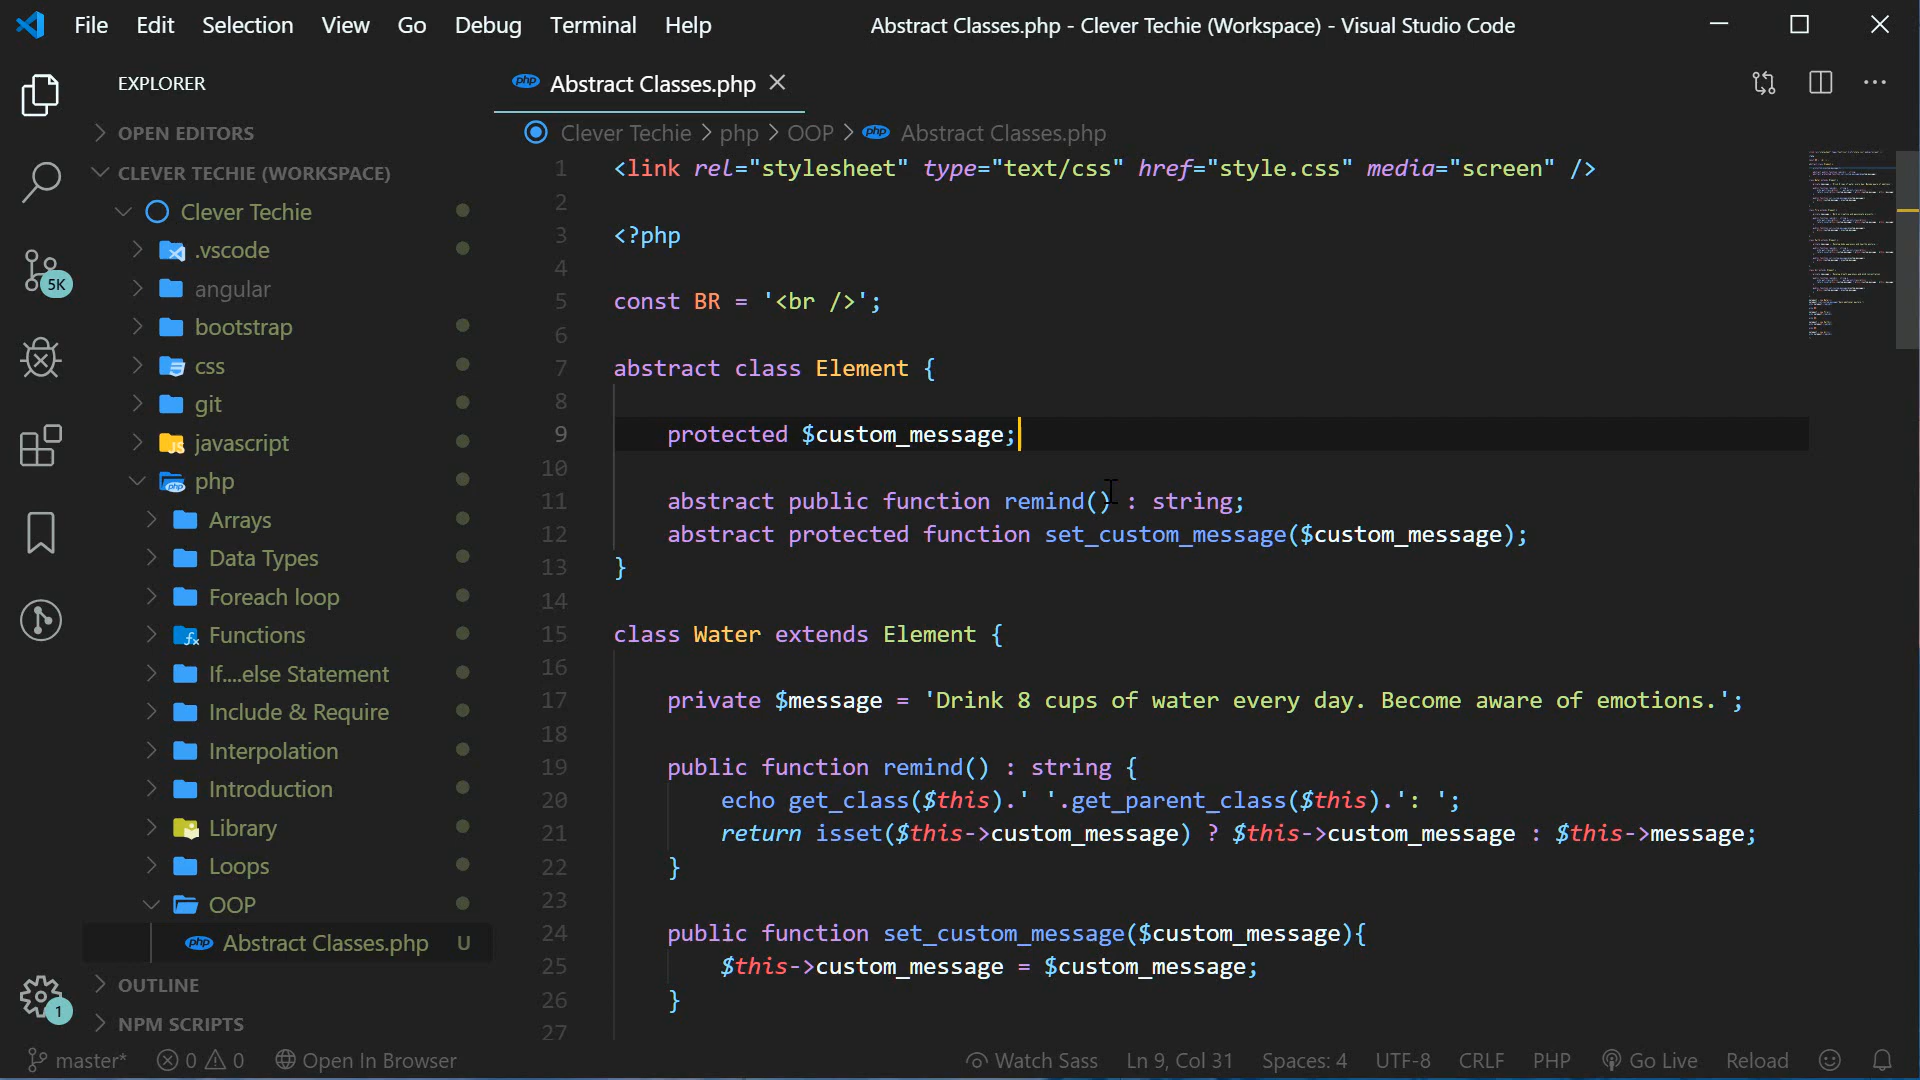 File Edit Selection View Go Debug Terminal Help Abstract Classes.php - Clever Techie (Workspace) - Visual Studio Code
EXPLORER
OPEN EDITORS
CLEVER TECHIE (WORKSPACE)
Clever Techie
.vscode
angular
bootstrap
css
git
javascript
php
Arrays
Data Types
Foreach loop
Functions
If....else Statement
Include & Require
Interpolation
Introduction
Library
Loops
OOP
Abstract Classes.php U
OUTLINE
NPM SCRIPTS
5K
1
php Abstract Classes.php
Clever Techie > php > OOP > php Abstract Classes.php
1 <link rel="stylesheet" type="text/css" href="style.css" media="screen" />
2
3 <?php
4
5 const BR = '<br />';
6
7 abstract class Element {
8
9 protected $custom_message;
10
11 abstract public function remind() : string;
12 abstract protected function set_custom_message($custom_message);
13 }
14
15 class Water extends Element {
16
17 private $message = 'Drink 8 cups of water every day. Become aware of emotions.';
18
19 public function remind() : string {
20 echo get_class($this).' '.get_parent_class($this).': ';
21 return isset($this->custom_message) ? $this->custom_message : $this->message;
22 }
23
24 public function set_custom_message($custom_message){
25 $this->custom_message = $custom_message;
26 }
27
master* 0 0 Open In Browser Watch Sass Ln 9, Col 31 Spaces: 4 UTF-8 CRLF PHP Go Live Reload